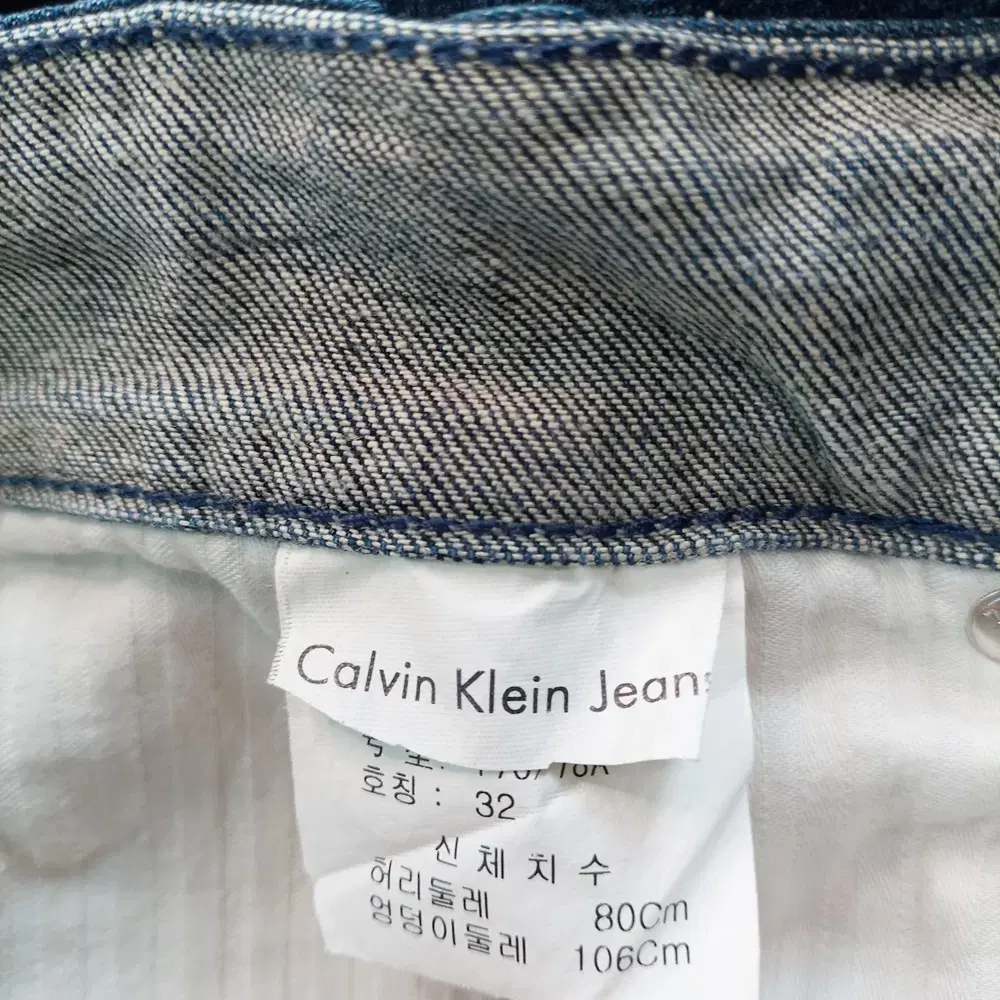 Calvin Klein Jeans
호칭 : 32
신체치수
허리둘레 80Cm
엉덩이둘레 106Cm